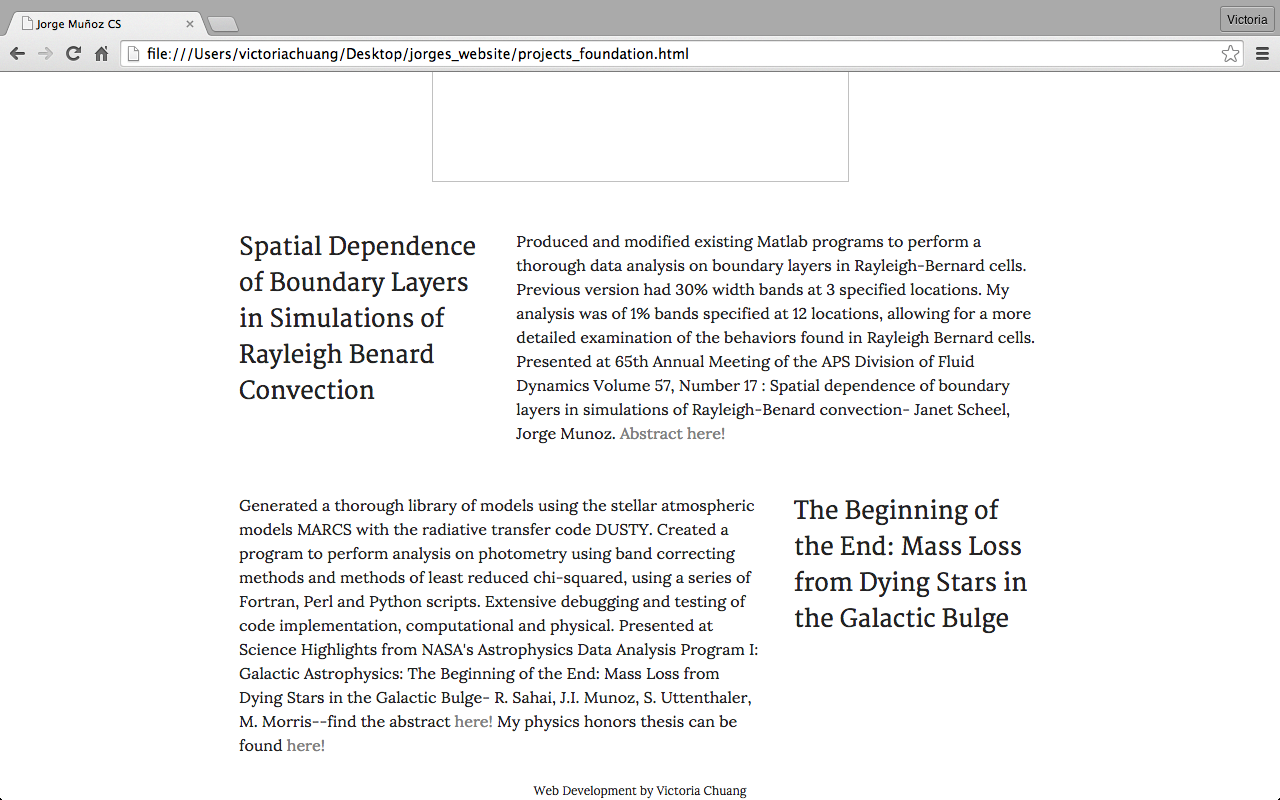 Jorge Muñoz CS
Victoria
file:///Users/victoriachuang/Desktop/jorges_website/projects_foundation.html
Spatial Dependence
of Boundary Layers
in Simulations of
Rayleigh Benard
Convection
Produced and modified existing Matlab programs to perform a
thorough data analysis on boundary layers in Rayleigh-Bernard cells.
Previous version had 30% width bands at 3 specified locations. My
analysis was of 1% bands specified at 12 locations, allowing for a more
detailed examination of the behaviors found in Rayleigh Bernard cells.
Presented at 65th Annual Meeting of the APS Division of Fluid
Dynamics Volume 57, Number 17 : Spatial dependence of boundary
layers in simulations of Rayleigh-Benard convection- Janet Scheel,
Jorge Munoz. Abstract here!
Generated a thorough library of models using the stellar atmospheric
models MARCS with the radiative transfer code DUSTY. Created a
program to perform analysis on photometry using band correcting
methods and methods of least reduced chi-squared, using a series of
Fortran, Perl and Python scripts. Extensive debugging and testing of
code implementation, computational and physical. Presented at
Science Highlights from NASA's Astrophysics Data Analysis Program I:
Galactic Astrophysics: The Beginning of the End: Mass Loss from
Dying Stars in the Galactic Bulge- R. Sahai, J.I. Munoz, S. Uttenthaler,
M. Morris--find the abstract here! My physics honors thesis can be
found here!
The Beginning of
the End: Mass Loss
from Dying Stars in
the Galactic Bulge
Web Development by Victoria Chuang